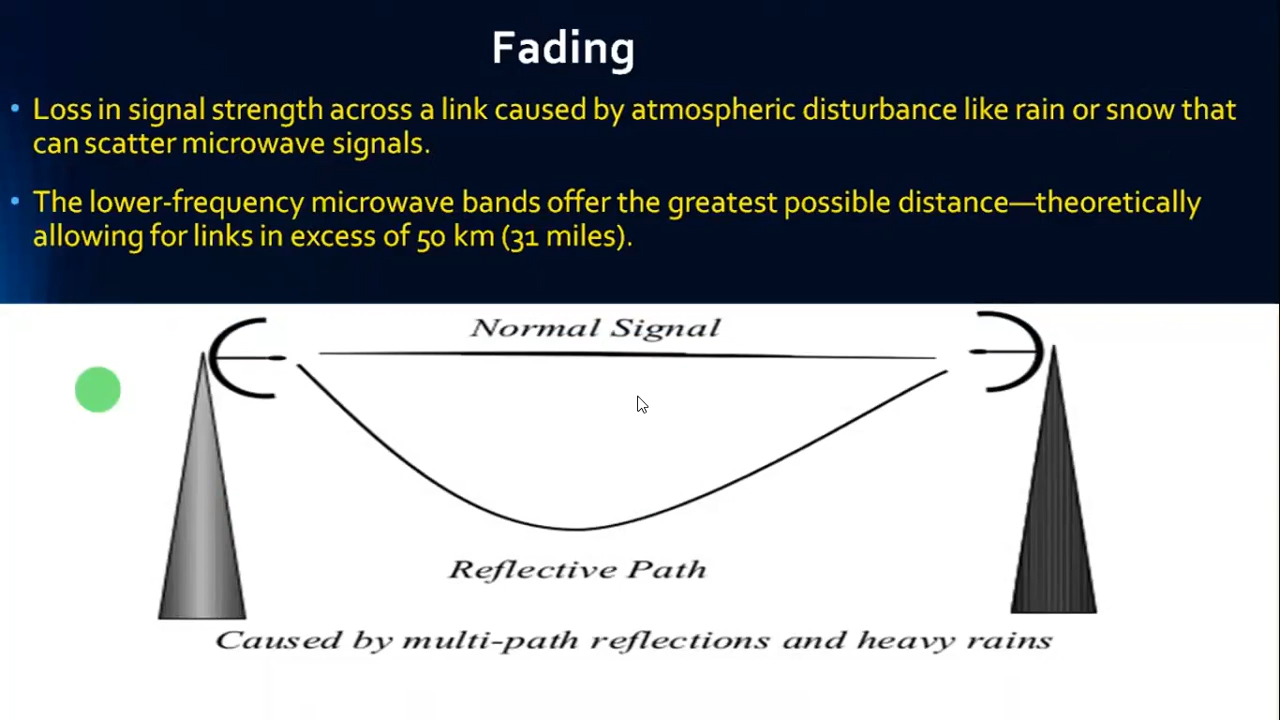 Fading
• Loss in signal strength across a link caused by atmospheric disturbance like rain or snow that
can scatter microwave signals.
• The lower-frequency microwave bands offer the greatest possible distance—theoretically
allowing for links in excess of 50 km (31 miles).
Normal Signal
Reflective Path
Caused by multi-path reflections and heavy rains